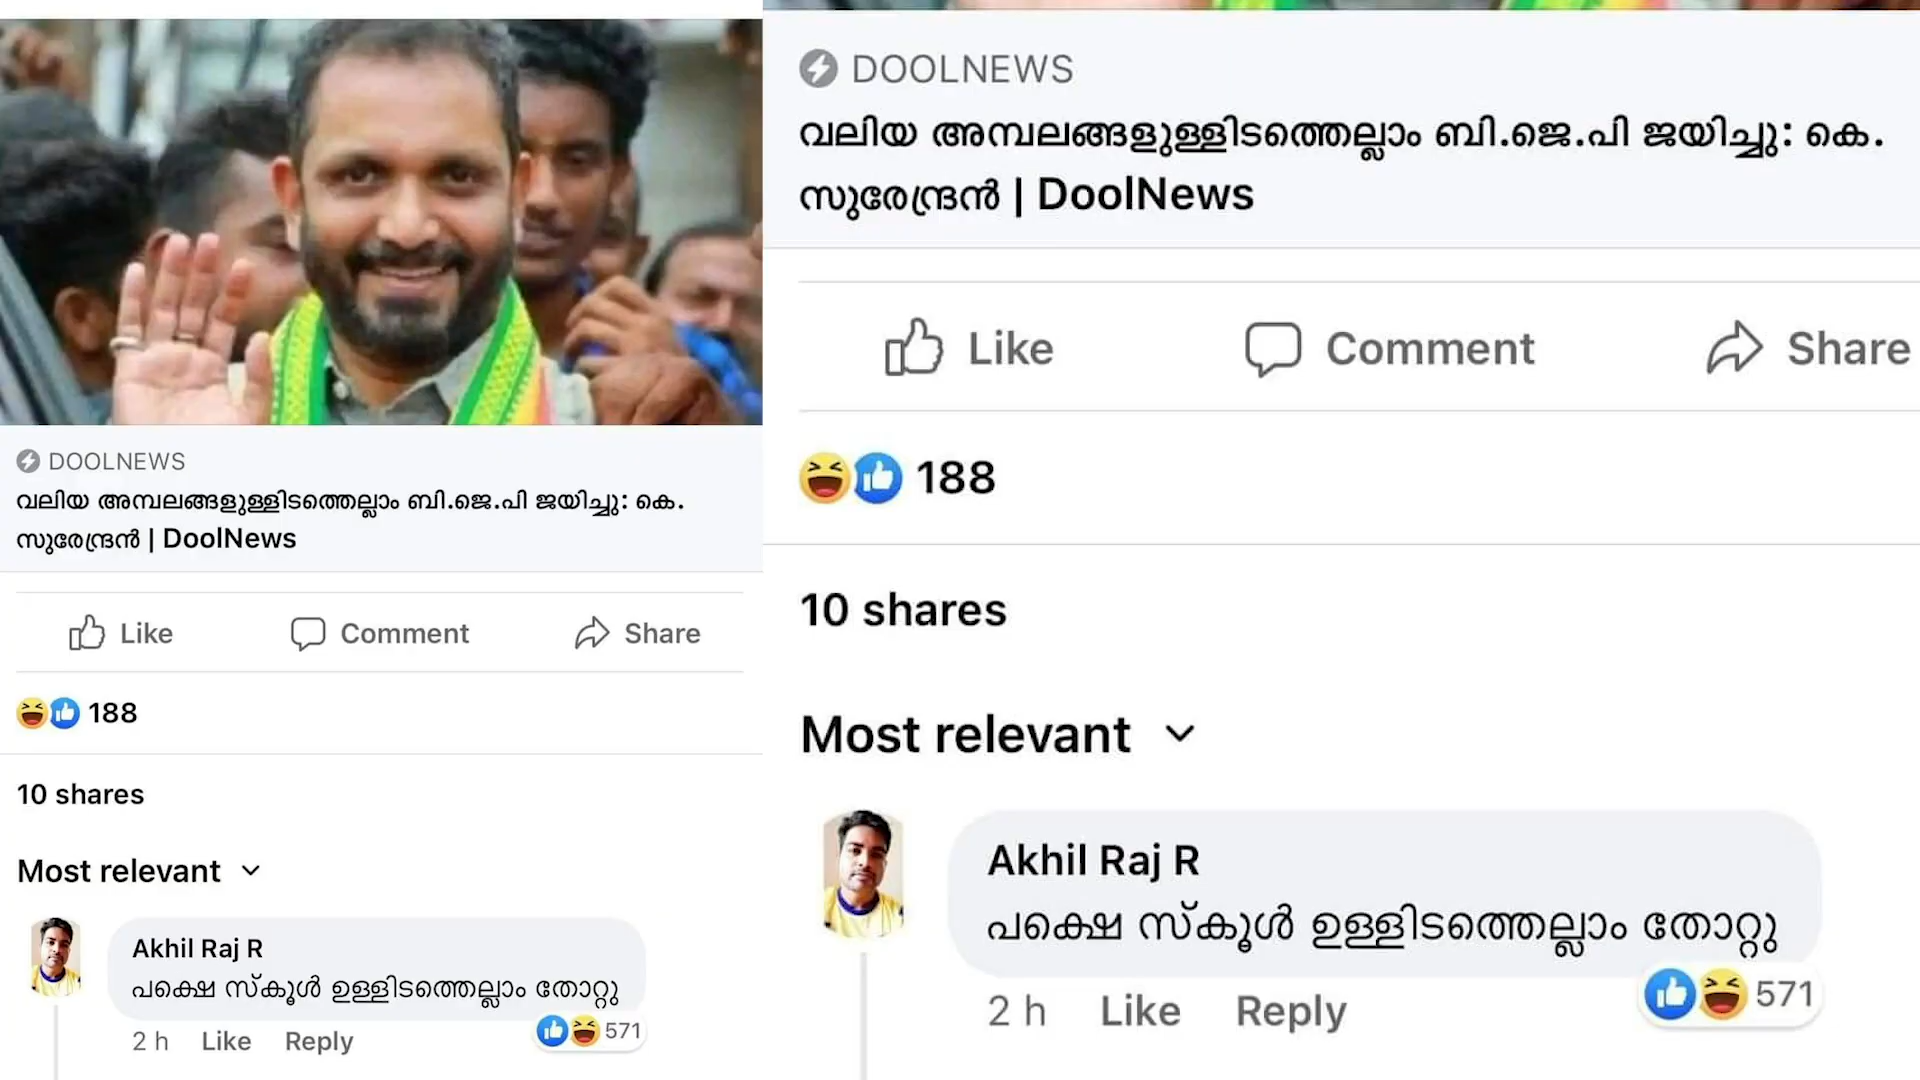 DOOLNEWS
വലിയ അമ്പലങ്ങളുള്ളിടത്തെല്ലാം ബി.ജെ.പി ജയിച്ചു: കെ.
സുരേന്ദ്രൻ | DoolNews
Like Comment Share
188
10 shares
Most relevant
Akhil Raj R
പക്ഷെ സ്കൂൾ ഉള്ളിടത്തെല്ലാം തോറ്റു
2 h Like Reply 571
DOOLNEWS
വലിയ അമ്പലങ്ങളുള്ളിടത്തെല്ലാം ബി.ജെ.പി ജയിച്ചു: കെ.
സുരേന്ദ്രൻ | DoolNews
Like Comment Share
188
10 shares
Most relevant
Akhil Raj R
പക്ഷെ സ്കൂൾ ഉള്ളിടത്തെല്ലാം തോറ്റു
2 h Like Reply 571